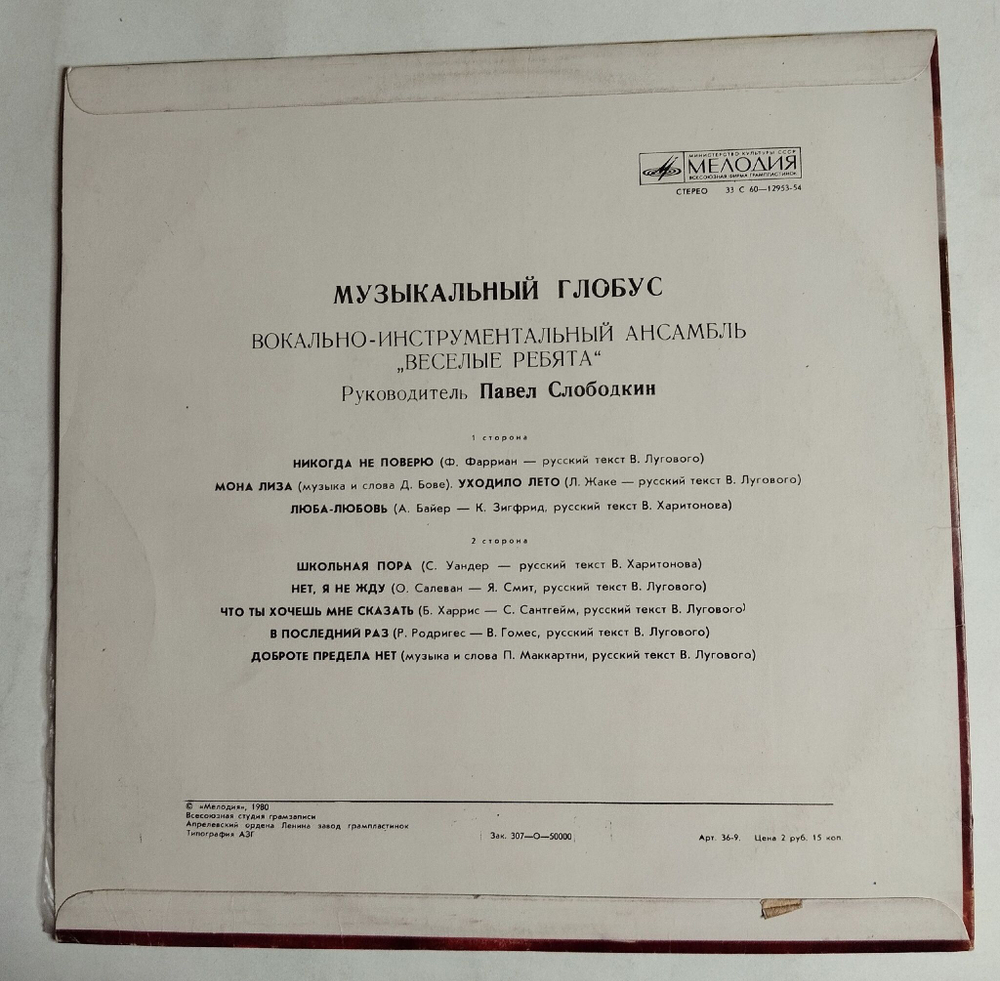 МИНИСТЕРСТВО КУЛЬТУРЫ СССР
МЕЛОДИЯ
ВСЕСОЮЗНАЯ ФИРМА ГРАМПЛАСТИНОК
СТЕРЕО 33 С 60—12953-54
МУЗЫКАЛЬНЫЙ ГЛОБУС
ВОКАЛЬНО-ИНСТРУМЕНТАЛЬНЫЙ АНСАМБЛЬ
„ВЕСЕЛЫЕ РЕБЯТА“
Руководитель Павел Слободкин
1 сторона
НИКОГДА НЕ ПОВЕРЮ (Ф. Фарриан — русский текст В. Лугового)
МОНА ЛИЗА (музыка и слова Д. Бове). УХОДИЛО ЛЕТО (Л. Жаке — русский текст В. Лугового)
ЛЮБА-ЛЮБОВЬ (А. Байер — К. Зигфрид, русский текст В. Харитонова)
2 сторона
ШКОЛЬНАЯ ПОРА (С. Уандер — русский текст В. Харитонова)
НЕТ, Я НЕ ЖДУ (О. Салеван — Я. Смит, русский текст В. Лугового)
ЧТО ТЫ ХОЧЕШЬ МНЕ СКАЗАТЬ (Б. Харрис — С. Сантгейм, русский текст В. Лугового)
В ПОСЛЕДНИЙ РАЗ (Р. Родригес — В. Гомес, русский текст В. Лугового)
ДОБРОТЕ ПРЕДЕЛА НЕТ (музыка и слова П. Маккартни, русский текст В. Лугового)
© «Мелодия», 1980
Всесоюзная студия грамзаписи
Апрелевский ордена Ленина завод грампластинок
Типография АЗГ
Зак. 307—О—50000
Арт. 36-9. Цена 2 руб. 15 коп.